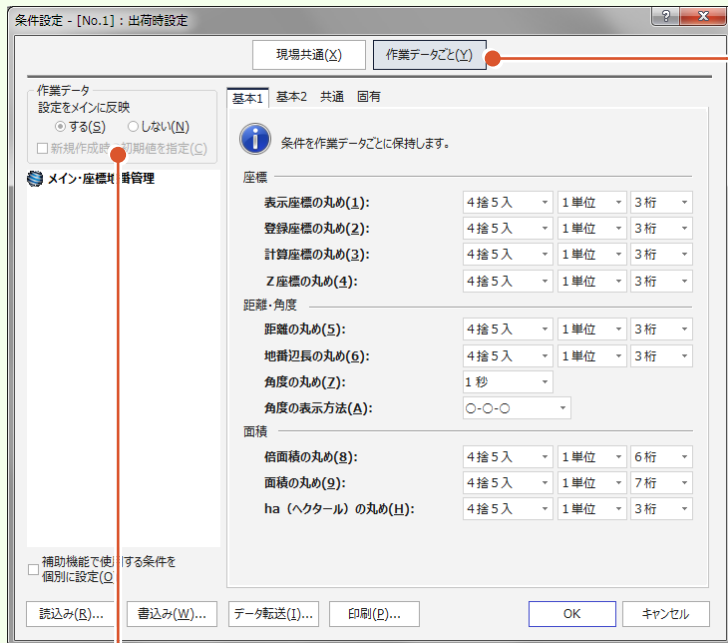 条件設定 - [No.1] : 出荷時設定
現場共通(X) 作業データごと(Y)
作業データ
設定をメインに反映
する(S) しない(N)
新規作成時 初期値を指定(C)
メイン・座標地番管理
補助機能で使用する条件を
個別に設定(O
基本1 基本2 共通 固有
条件を作業データごとに保持します。
座標
表示座標の丸め(1): 4捨5入 1単位 3桁
登録座標の丸め(2): 4捨5入 1単位 3桁
計算座標の丸め(3): 4捨5入 1単位 3桁
Z座標の丸め(4): 4捨5入 1単位 3桁
距離・角度
距離の丸め(5): 4捨5入 1単位 3桁
地番辺長の丸め(6): 4捨5入 1単位 3桁
角度の丸め(7): 1秒
角度の表示方法(A): ○-○-○
面積
倍面積の丸め(8): 4捨5入 1単位 6桁
面積の丸め(9): 4捨5入 1単位 7桁
ha（ヘクタール）の丸め(H): 4捨5入 1単位 3桁
読込み(R)... 書込み(W)... データ転送(I)... 印刷(P)... OK キャンセル